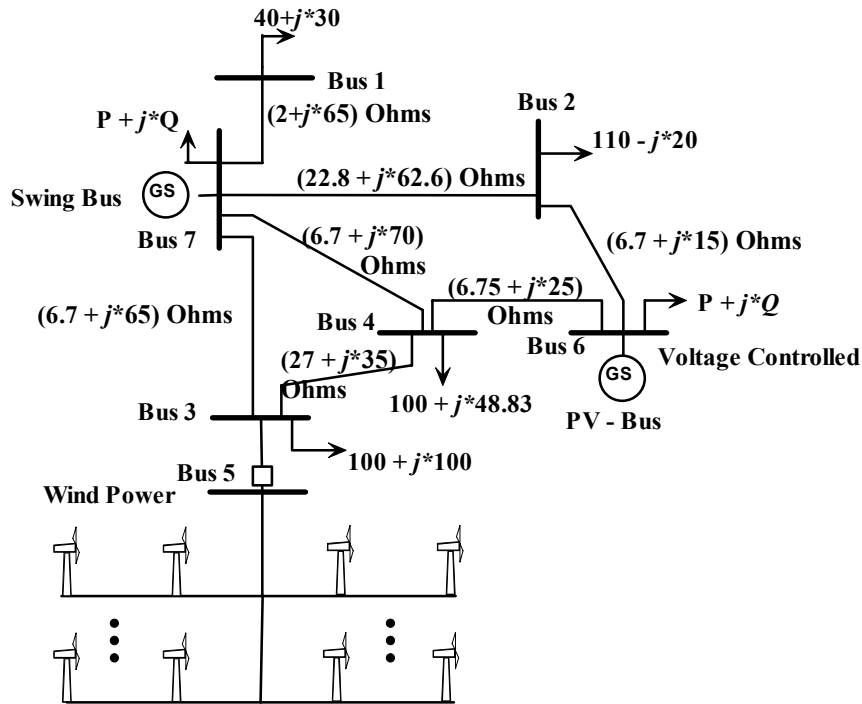 40+j*30
Bus 1
(2+j*65) Ohms
Bus 2
P + j*Q
110 - j*20
(22.8 + j*62.6) Ohms
GS
Swing Bus
Bus 7
(6.7 + j*70)
Ohms
(6.7 + j*15) Ohms
(6.7 + j*65) Ohms
(6.75 + j*25)
Ohms
P + j*Q
Bus 4
Bus 6
Voltage Controlled
(27 + j*35)
Ohms
GS
100 + j*48.83
PV - Bus
Bus 3
100 + j*100
Bus 5
Wind Power